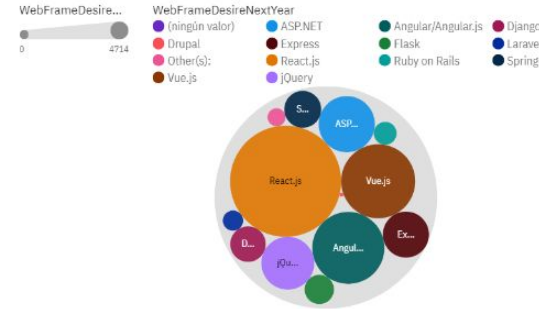 WebFrameDesire...
0 4714
WebFrameDesireNextYear
(ningún valor) ASP.NET Angular/Angular.js Django
Drupal Express Flask Larave
Other(s): React.js Ruby on Rails Spring
Vue.js jQuery
S...
ASP...
React.js
Vue.js
Ex...
D...
Angul...
jQu...